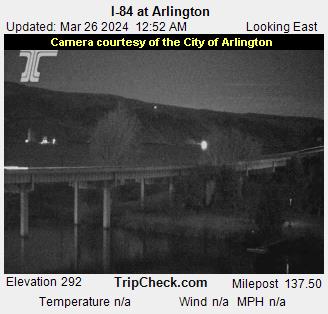 I-84 at Arlington
Updated: Mar 26 2024 12:52 AM Looking East
Camera courtesy of the City of Arlington
Elevation 292 TripCheck.com Milepost 137.50
Temperature n/a Wind n/a MPH n/a